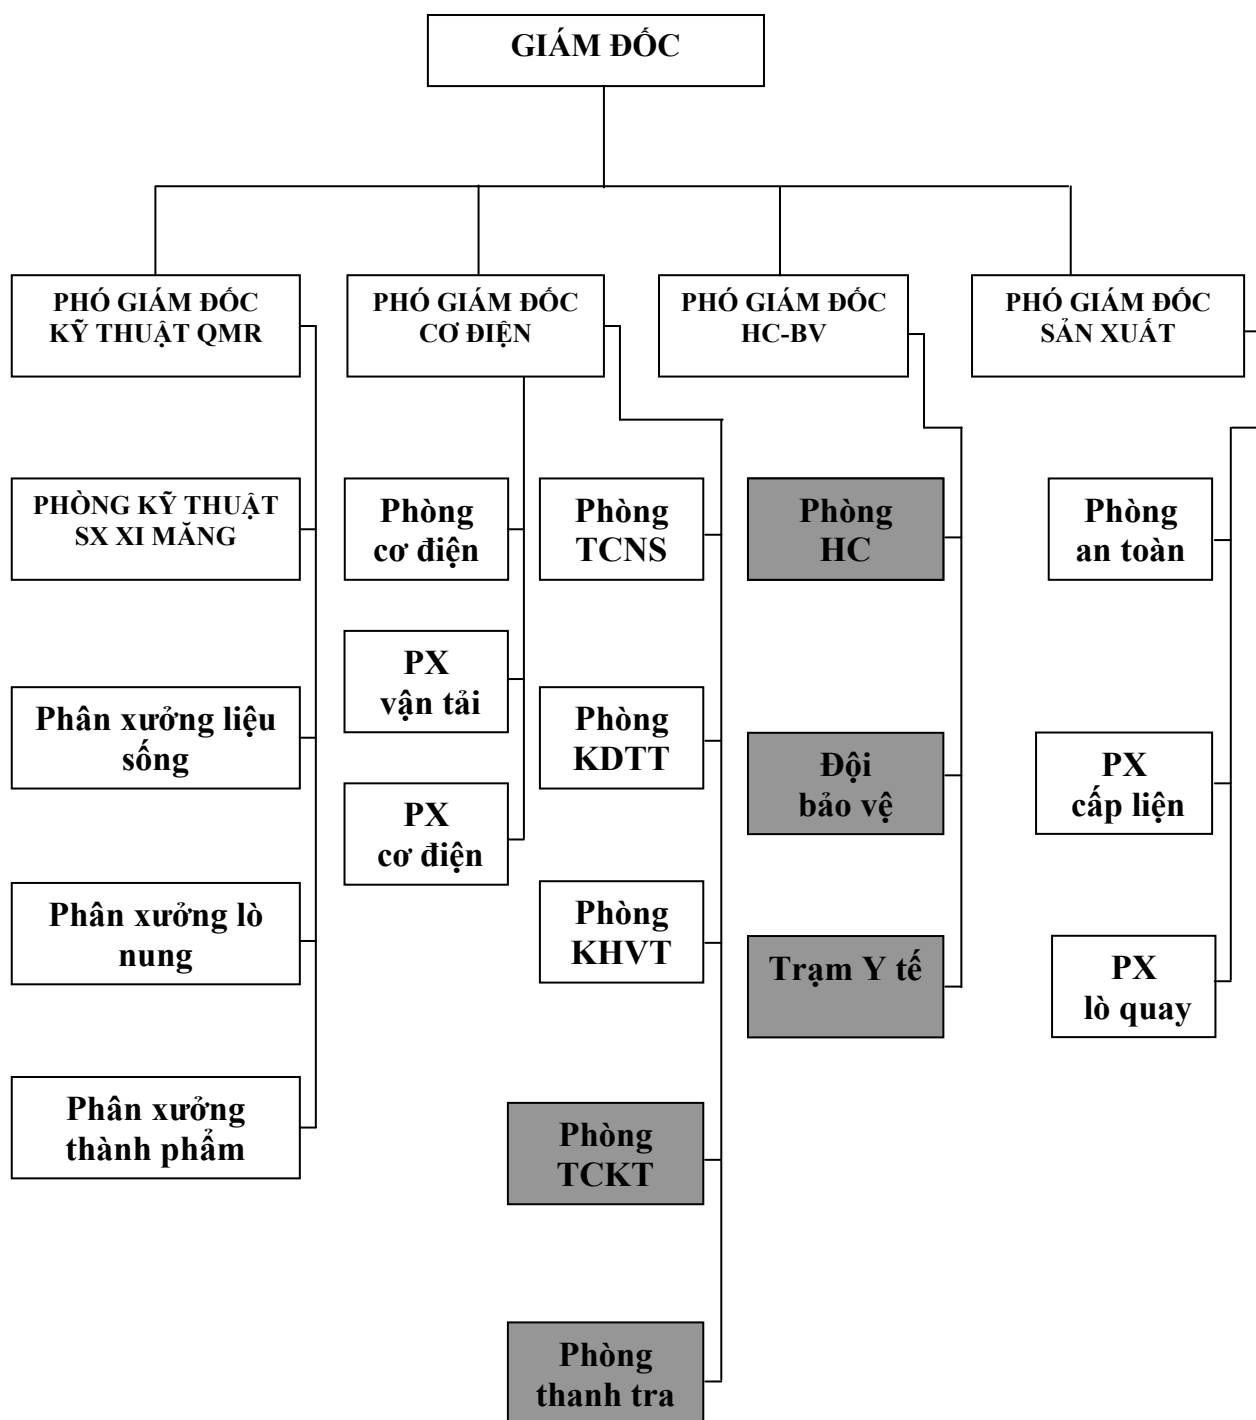 GIÁM ĐỐC
PHÓ GIÁM ĐỐC
KỸ THUẬT QMR
PHÓ GIÁM ĐỐC
CƠ ĐIỆN
PHÓ GIÁM ĐỐC
HC-BV
PHÓ GIÁM ĐỐC
SẢN XUẤT
PHÒNG KỸ THUẬT
SX XI MĂNG
Phân xưởng liệu
sống
Phân xưởng lò
nung
Phân xưởng
thành phẩm
Phòng
cơ điện
PX
vận tải
PX
cơ điện
Phòng
TCNS
Phòng
KDTT
Phòng
KHVT
Phòng
TCKT
Phòng
thanh tra
Phòng
HC
Đội
bảo vệ
Trạm Y tế
Phòng
an toàn
PX
cấp liện
PX
lò quay